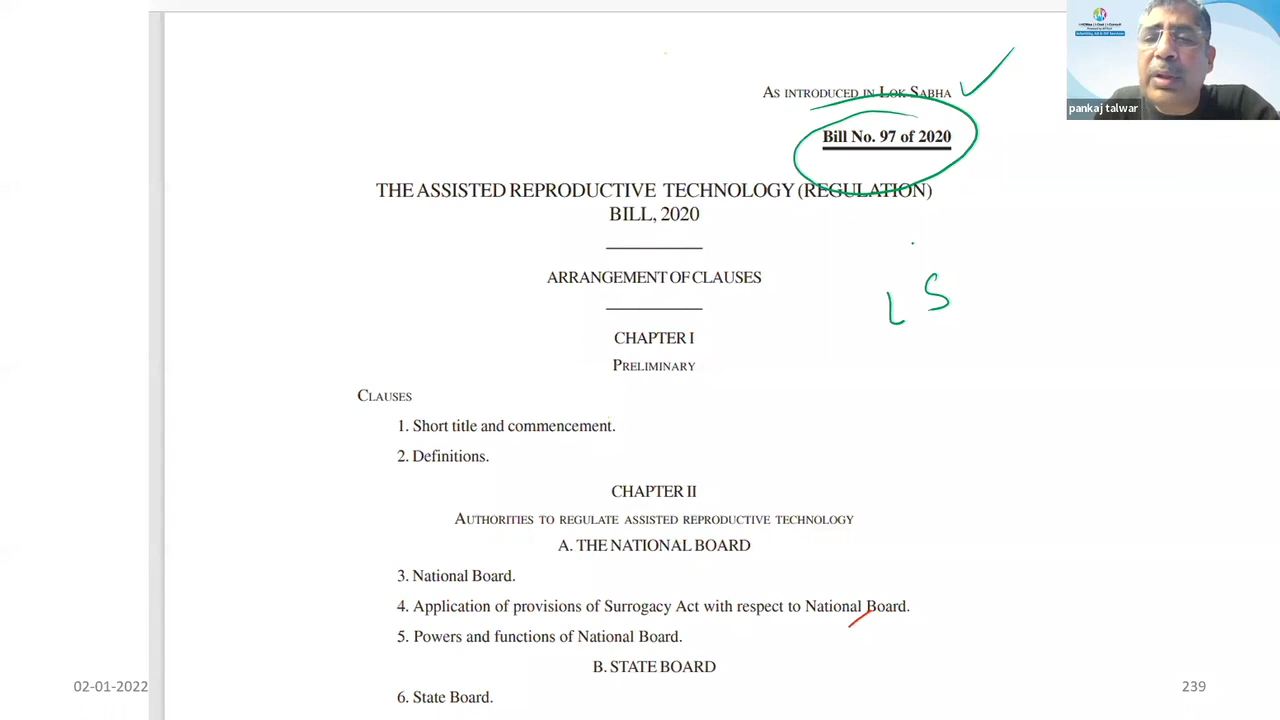 As introduced in Lok Sabha
Bill No. 97 of 2020
THE ASSISTED REPRODUCTIVE TECHNOLOGY (REGULATION)
BILL, 2020
ARRANGEMENT OF CLAUSES
CHAPTER I
Preliminary
Clauses
1. Short title and commencement.
2. Definitions.
CHAPTER II
Authorities to regulate assisted reproductive technology
A. THE NATIONAL BOARD
3. National Board.
4. Application of provisions of Surrogacy Act with respect to National Board.
5. Powers and functions of National Board.
B. STATE BOARD
6. State Board.
L S
pankaj talwar
02-01-2022
239